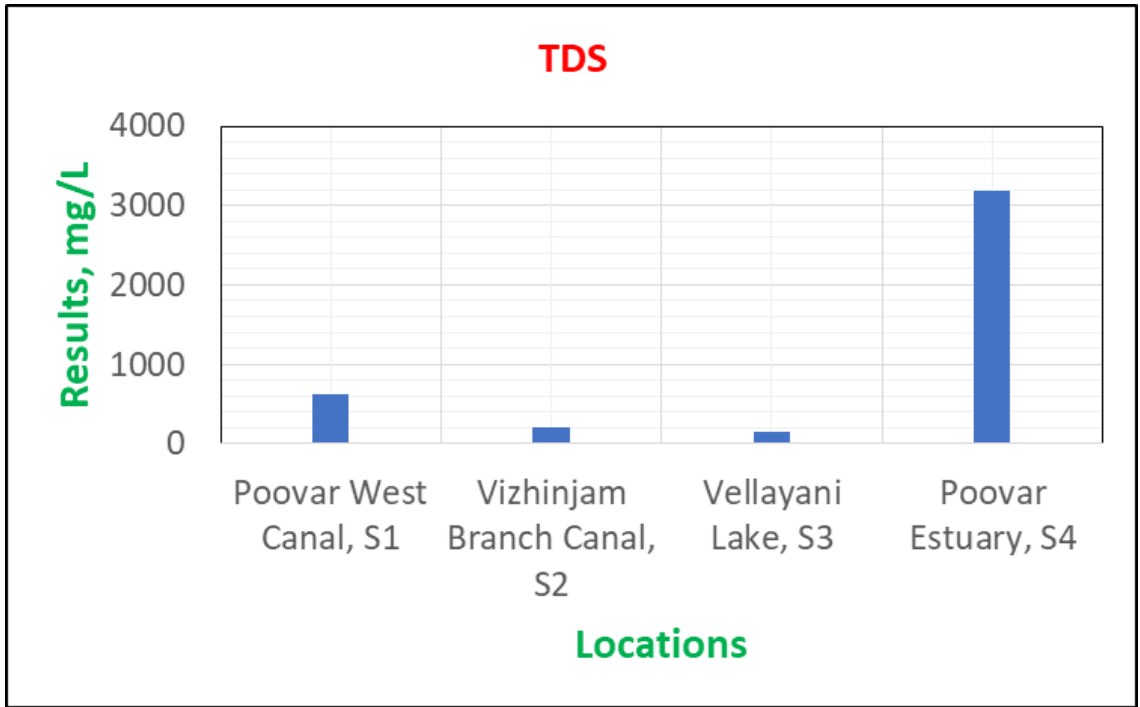 TDS
Results, mg/L
4000
3000
2000
1000
0
Poovar West
Canal, S1
Vizhinjam
Branch Canal,
S2
Vellayani
Lake, S3
Poovar
Estuary, S4
Locations